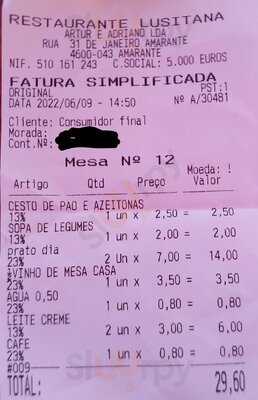 RESTAURANTE LUSITANA
ARTUR E ADRIANO LDA
RUA 31 DE JANEIRO AMARANTE
4600-043 AMARANTE
NIF. 510 161 243 C.SOCIAL: 5.000 EUROS
FATURA SIMPLIFICADA
ORIGINAL PST:1
DATA 2022/06/09 - 14:50 Nº A/30481
Cliente: Consumidor final
Morada:
Cont.Nº:
Mesa Nº 12
Moeda: !
Artigo Qtd Preço Valor
CESTO DE PAO E AZEITONAS
13% 1 un x 2,50 = 2,50
SOPA DE LEGUMES
13% 1 un x 2,00 = 2,00
prato dia
23% 2 Un x 7,00 = 14,00
VINHO DE MESA CASA
23% 1 un x 3,50 = 3,50
AGUA 0,50
23% 1 un x 0,80 = 0,80
LEITE CREME
13% 2 un x 3,00 = 6,00
CAFE
23% 1 un x 0,80 = 0,80
#009
TOTAL: 29,60